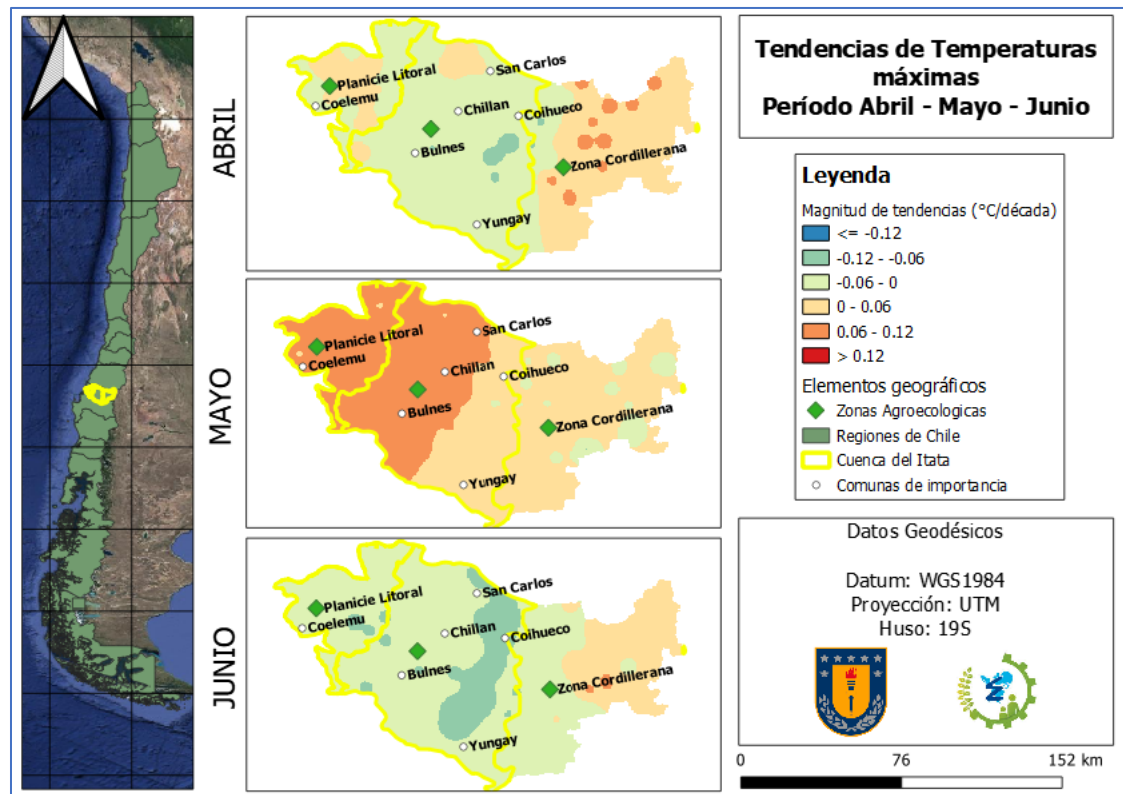 Tendencias de Temperaturas
máximas
Período Abril - Mayo - Junio
ABRIL
San Carlos
Planicie Litoral
Coelemu
Chillan
Coihueco
Bulnes
Zona Cordillerana
Yungay
MAYO
San Carlos
Planicie Litoral
Coelemu
Chillan
Coihueco
Bulnes
Zona Cordillerana
Yungay
JUNIO
San Carlos
Planicie Litoral
Coelemu
Chillan
Coihueco
Bulnes
Zona Cordillerana
Yungay
Leyenda
Magnitud de tendencias (°C/década)
<= -0.12
-0.12 - -0.06
-0.06 - 0
0 - 0.06
0.06 - 0.12
> 0.12
Elementos geográficos
Zonas Agroecologicas
Regiones de Chile
Cuenca del Itata
Comunas de importancia
Datos Geodésicos
Datum: WGS1984
Proyección: UTM
Huso: 19S
0 76 152 km